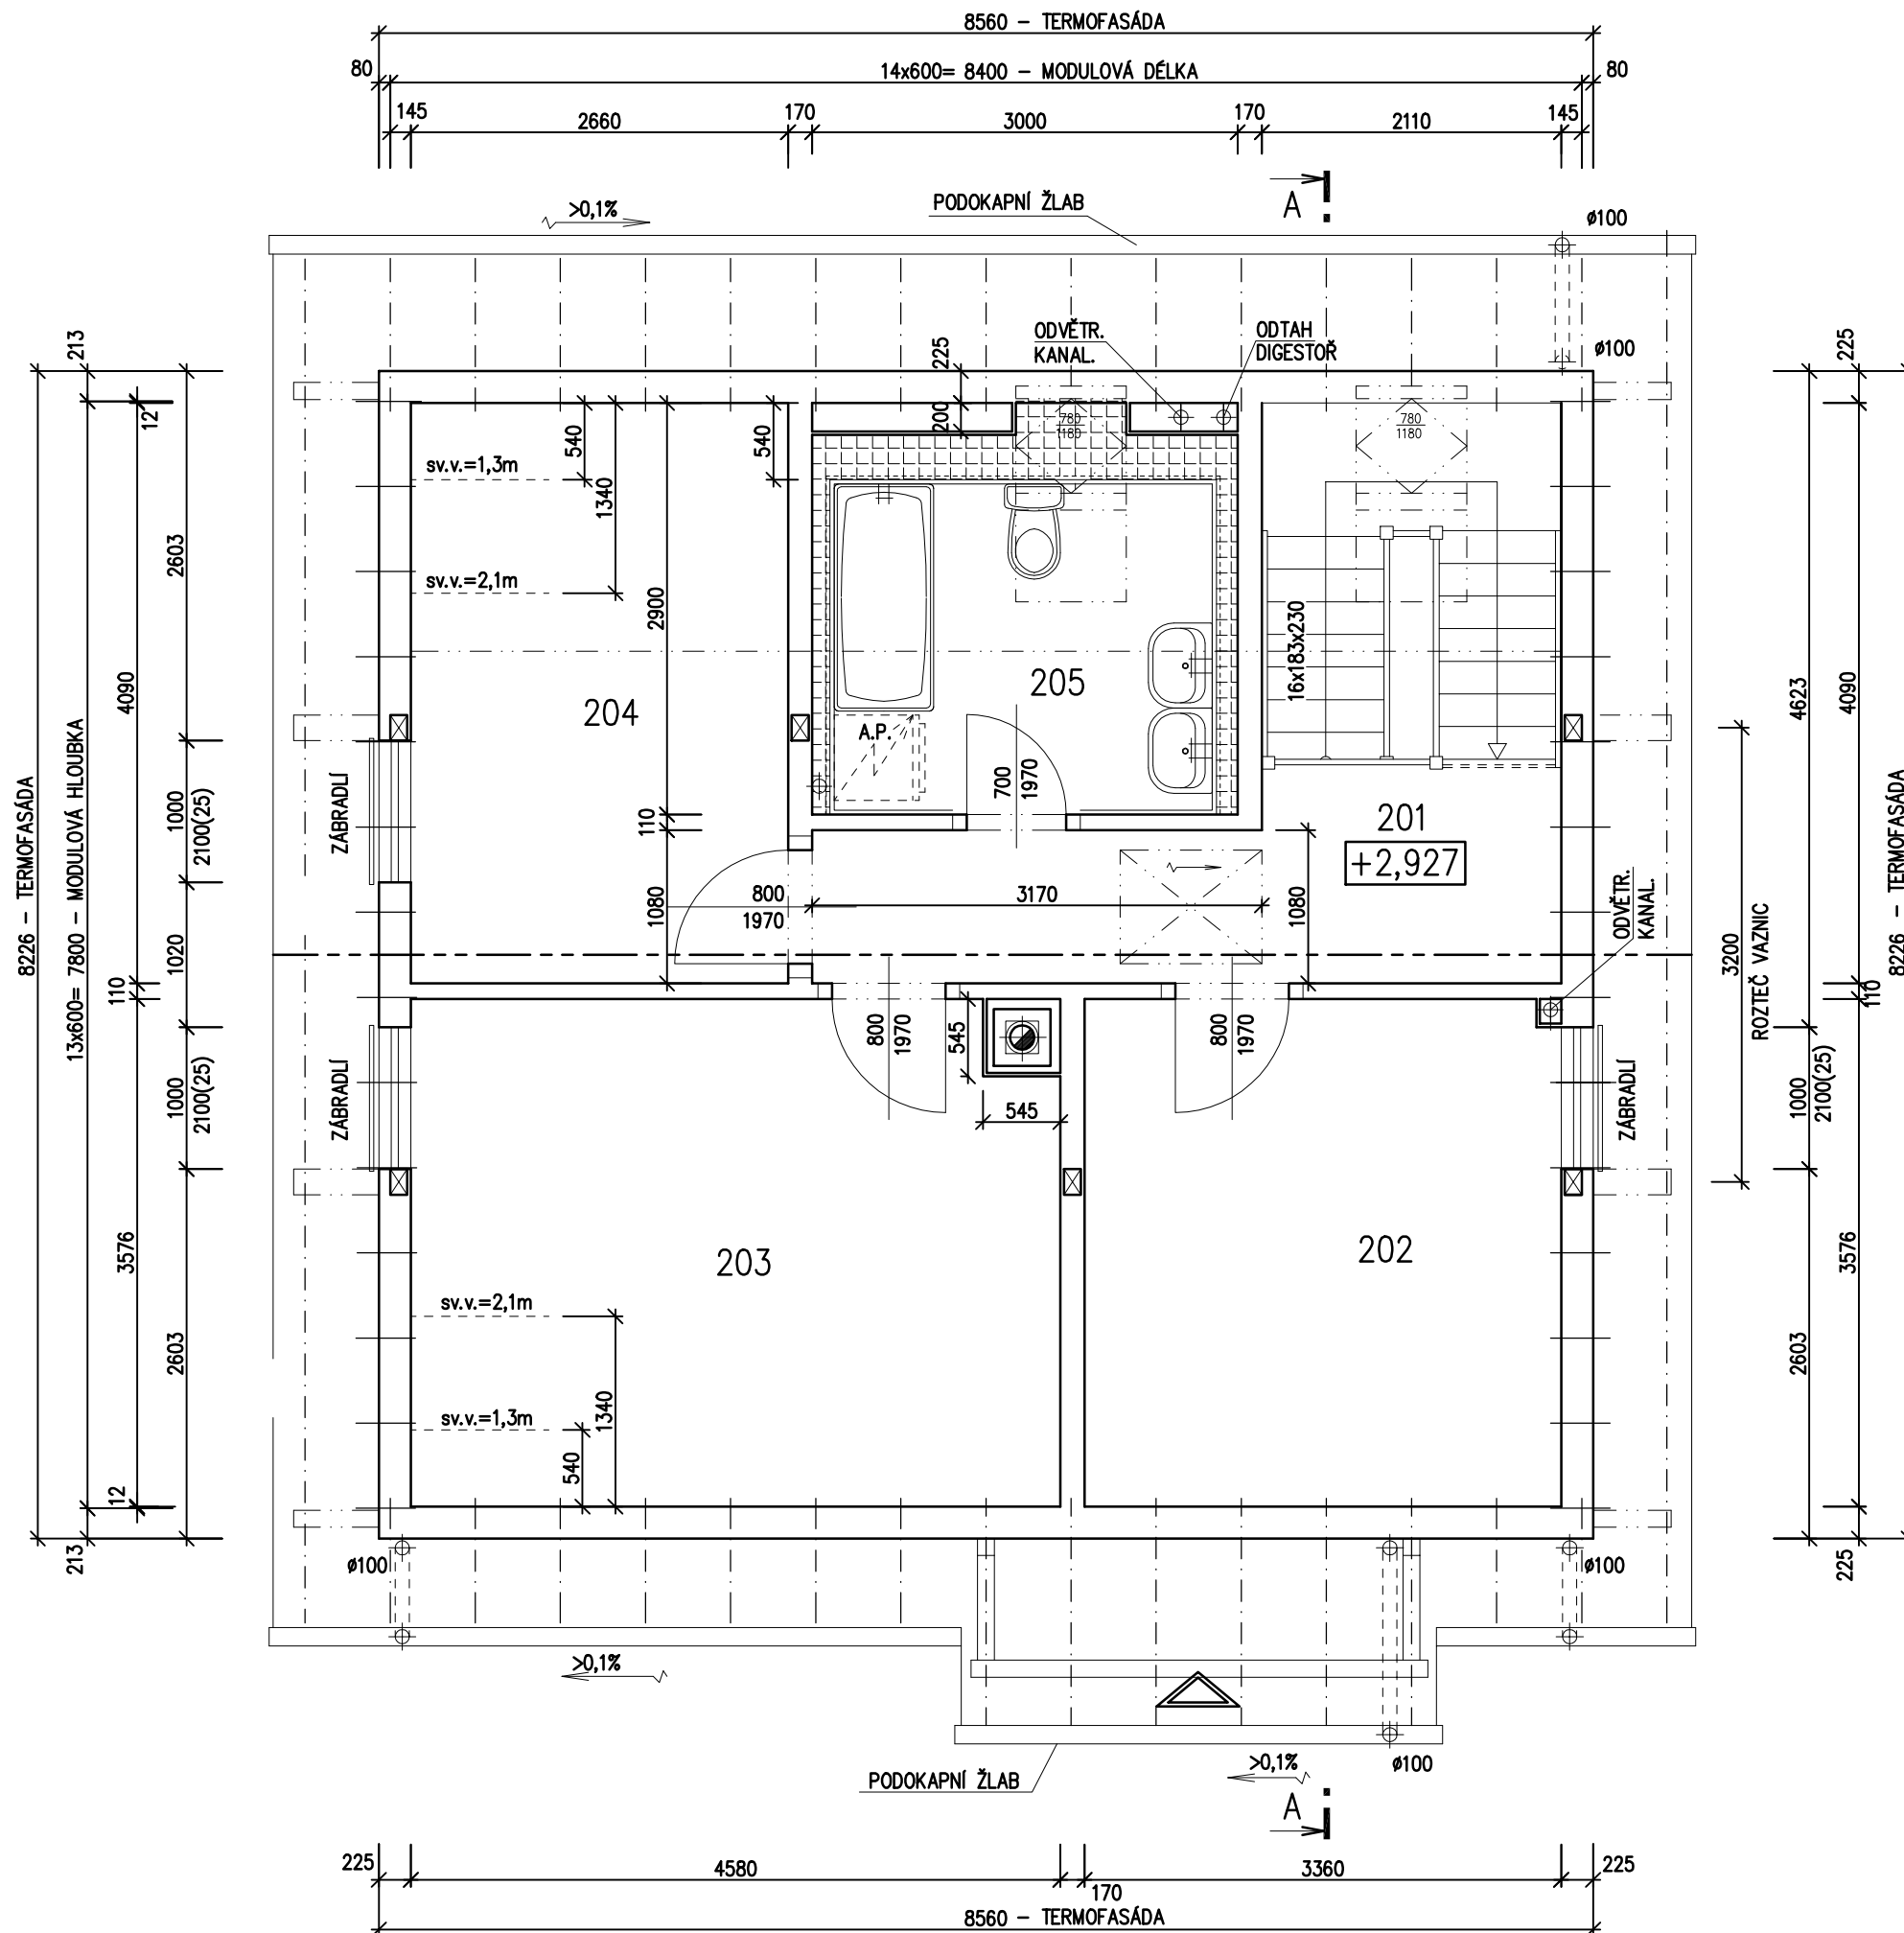 8560 – TERMOFASÁDA
80
14x600= 8400 – MODULOVÁ DÉLKA
80
145
2660
170
3000
170
2110
145
>0,1%
PODOKAPNÍ ŽLAB
A
ø100
ODVĚTR.
KANAL.
ODTAH
DIGESTOŘ
ø100
213
225
225
12
540
540
200
780
1180
780
1180
sv.v.=1,3m
1340
sv.v.=2,1m
2603
2900
16x183x230
205
204
4090
4623
4090
A.P.
8226 – TERMOFASÁDA
13x600= 7800 – MODULOVÁ HLOUBKA
1000
2100(25)
ZÁBRADLÍ
110
700
1970
201
+2,927
8226 – TERMOFASÁDA
1080
800
1970
3170
1080
ODVĚTR.
KANAL.
3200
ROZTEČ VAZNIC
1020
110
110
800
1970
545
545
800
1970
1000
2100(25)
ZÁBRADLÍ
ZÁBRADLÍ
1000
2100(25)
203
202
3576
3576
2603
2603
sv.v.=2,1m
1340
sv.v.=1,3m
540
12
213
225
ø100
ø100
>0,1%
>0,1%
ø100
PODOKAPNÍ ŽLAB
A
225
4580
170
3360
225
8560 – TERMOFASÁDA